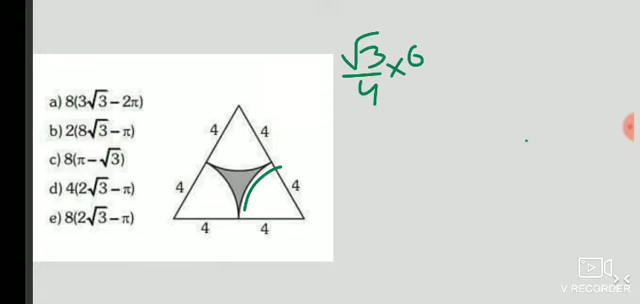 a) 8(3√3 − 2π)
b) 2(8√3 − π)
c) 8(π − √3)
d) 4(2√3 − π)
e) 8(2√3 − π)
4 4
4 4
4 4
√3/4 × 6
V RECORDER